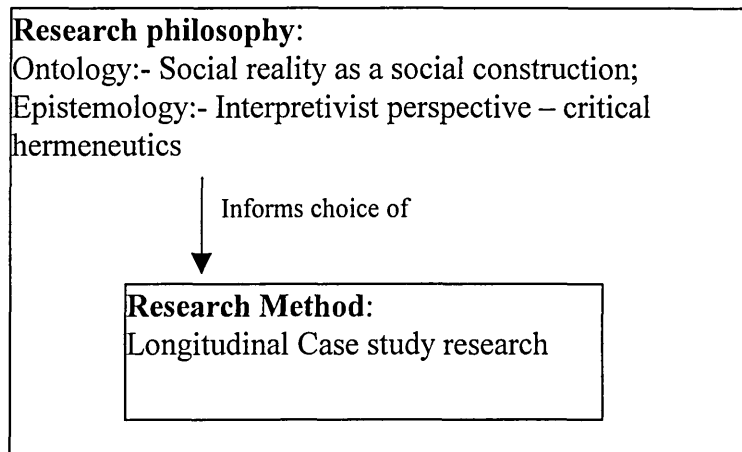 Research philosophy:
Ontology:- Social reality as a social construction;
Epistemology:- Interpretivist perspective – critical
hermeneutics
Informs choice of
Research Method:
Longitudinal Case study research